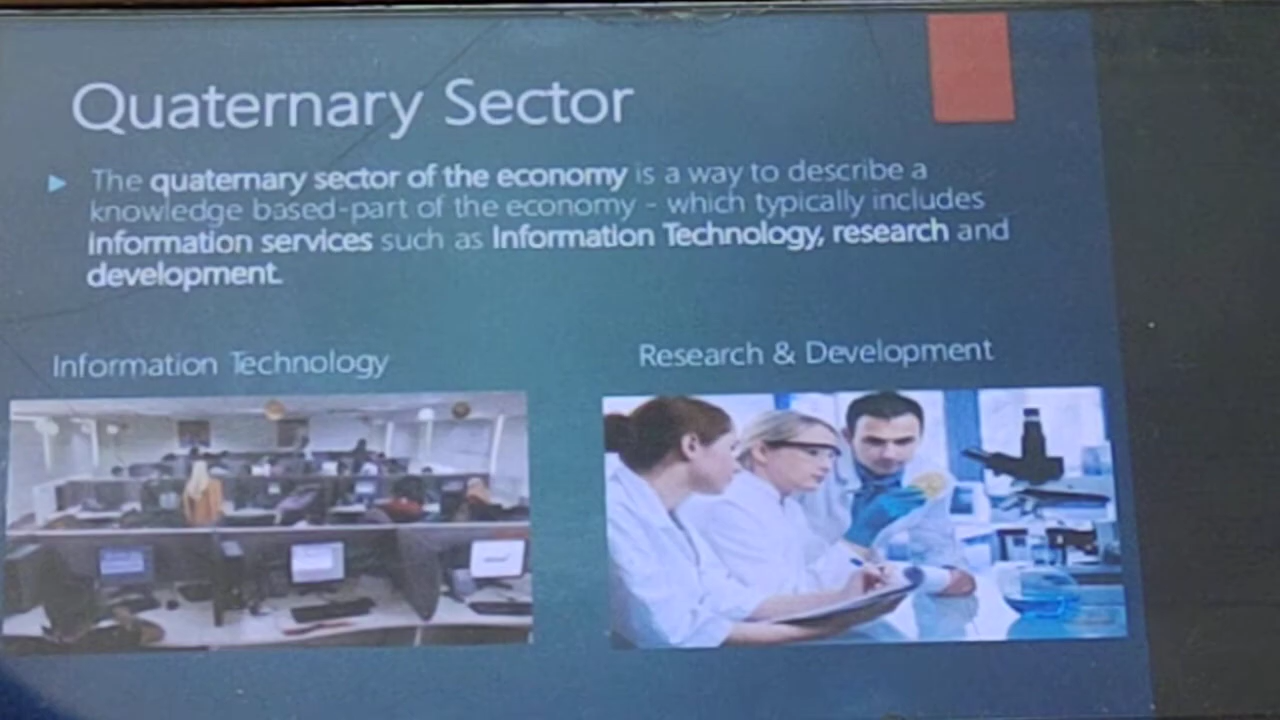 Quaternary Sector
The quaternary sector of the economy is a way to describe a
knowledge based-part of the economy - which typically includes
information services such as Information Technology, research and
development.
Information Technology
Research & Development